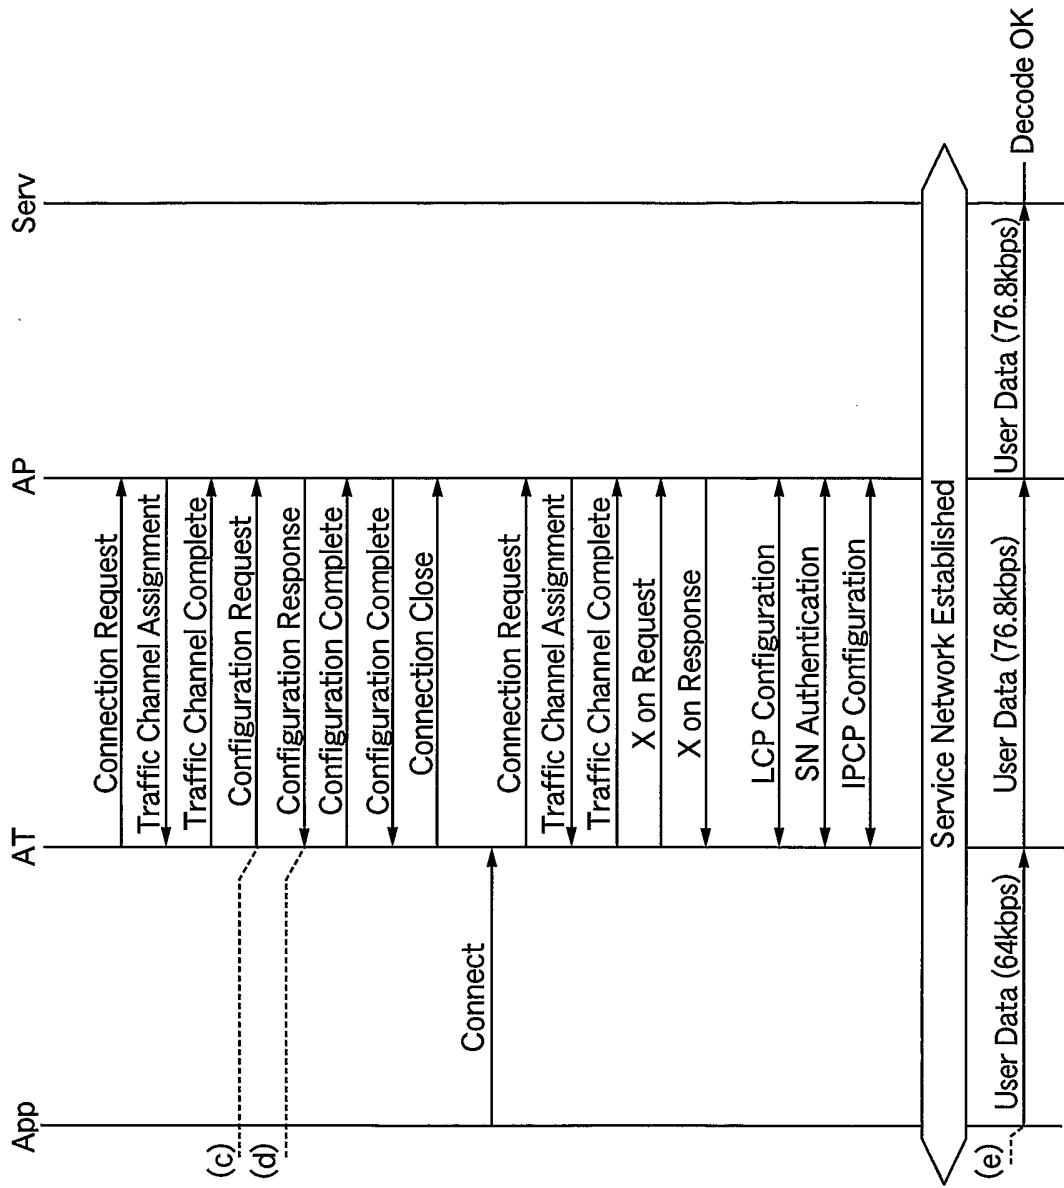 App
AT
AP
Serv
Connection Request
Traffic Channel Assignment
Traffic Channel Complete
(c)
Configuration Request
(d)
Configuration Response
Configuration Complete
Configuration Complete
Connection Close
Connect
Connection Request
Traffic Channel Assignment
Traffic Channel Complete
X on Request
X on Response
LCP Configuration
SN Authentication
IPCP Configuration
Service Network Established
(e)
User Data (64kbps)
User Data (76.8kbps)
User Data (76.8kbps)
Decode OK